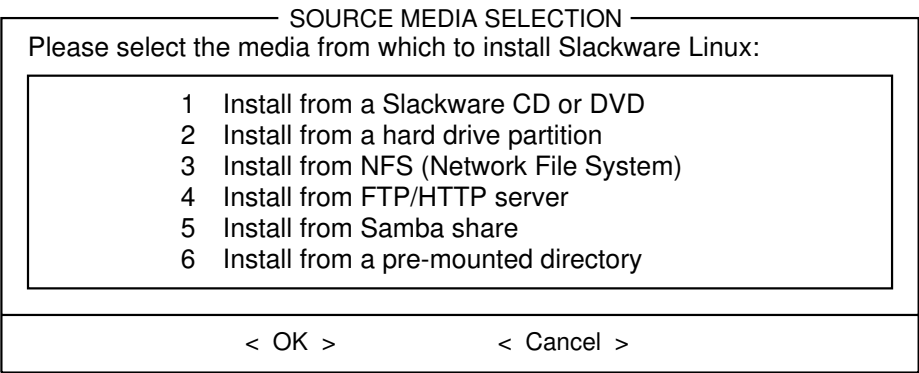 SOURCE MEDIA SELECTION
Please select the media from which to install Slackware Linux:
1 Install from a Slackware CD or DVD
2 Install from a hard drive partition
3 Install from NFS (Network File System)
4 Install from FTP/HTTP server
5 Install from Samba share
6 Install from a pre-mounted directory
< OK > < Cancel >